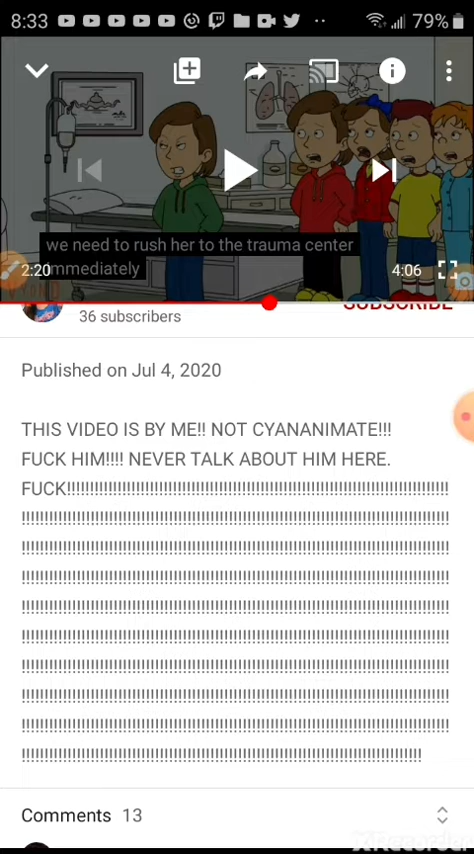 8:33
79%
we need to rush her to the trauma center
immediately
2:20
4:06
36 subscribers
SUBSCRIBE
Published on Jul 4, 2020
THIS VIDEO IS BY ME!! NOT CYANANIMATE!!!
FUCK HIM!!!! NEVER TALK ABOUT HIM HERE.
FUCK!!!!!!!!!!!!!!!!!!!!!!!!!!!!!!!!!!!!!!!!!!!!!!!!!!!!!!!!!!!!!!!!!!!!!!!!!!!!!!!!!!!
!!!!!!!!!!!!!!!!!!!!!!!!!!!!!!!!!!!!!!!!!!!!!!!!!!!!!!!!!!!!!!!!!!!!!!!!!!!!!!!!!!!!!!!!!!!!
!!!!!!!!!!!!!!!!!!!!!!!!!!!!!!!!!!!!!!!!!!!!!!!!!!!!!!!!!!!!!!!!!!!!!!!!!!!!!!!!!!!!!!!!!!!!
!!!!!!!!!!!!!!!!!!!!!!!!!!!!!!!!!!!!!!!!!!!!!!!!!!!!!!!!!!!!!!!!!!!!!!!!!!!!!!!!!!!!!!!!!!!!
!!!!!!!!!!!!!!!!!!!!!!!!!!!!!!!!!!!!!!!!!!!!!!!!!!!!!!!!!!!!!!!!!!!!!!!!!!!!!!!!!!!!!!!!!!!!
!!!!!!!!!!!!!!!!!!!!!!!!!!!!!!!!!!!!!!!!!!!!!!!!!!!!!!!!!!!!!!!!!!!!!!!!!!!!!!!!!!!!!!!!!!!!
!!!!!!!!!!!!!!!!!!!!!!!!!!!!!!!!!!!!!!!!!!!!!!!!!!!!!!!!!!!!!!!!!!!!!!!!!!!!!!!!!!!!!!!!!!!!
!!!!!!!!!!!!!!!!!!!!!!!!!!!!!!!!!!!!!!!!!!!!!!!!!!!!!!!!!!!!!!!!!!!!!!!!!!!!!!!!!!!!!!!!!!!!
!!!!!!!!!!!!!!!!!!!!!!!!!!!!!!!!!!!!!!!!!!!!!!!!!!!!!!!!!!!!!!!!!!!!!!!!!!!!!!!!!!!!!!!!!!!!
!!!!!!!!!!!!!!!!!!!!!!!!!!!!!!!!!!!!!!!!!!!!!!!!!!!!!!!!!!!!!!!!!!!!!!!!!!!!!!!!!!!!!!
Comments 13